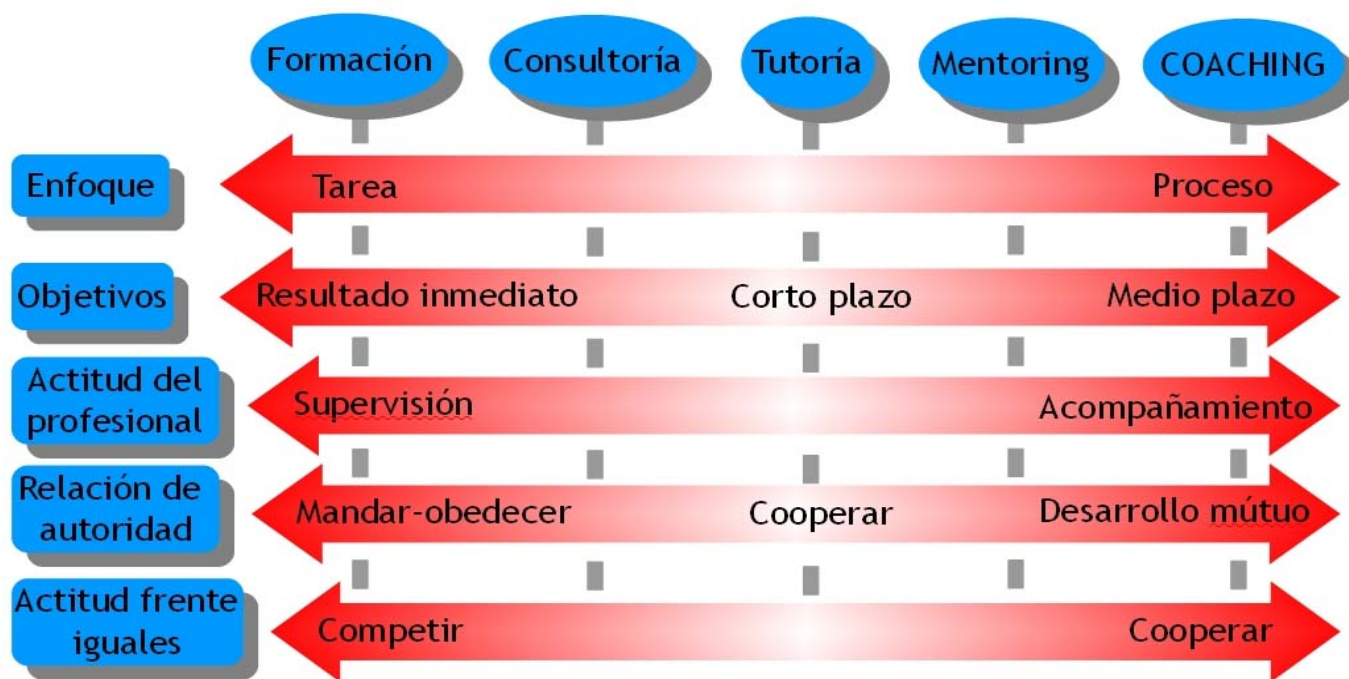 Formación Consultoría Tutoría Mentoring COACHING
Enfoque Tarea Proceso
Objetivos Resultado inmediato Corto plazo Medio plazo
Actitud del
profesional Supervisión Acompañamiento
Relación de
autoridad Mandar-obedecer Cooperar Desarrollo mútuo
Actitud frente
iguales Competir Cooperar